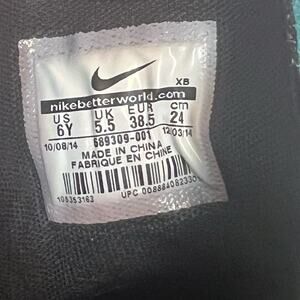 XB
nikebetterworld.com
US UK EUR cm
6Y 5.5 38.5 24
10/08/14 689309-001 12/03/14
MADE IN CHINA
FABRIQUE EN CHINE
105353163
UPC